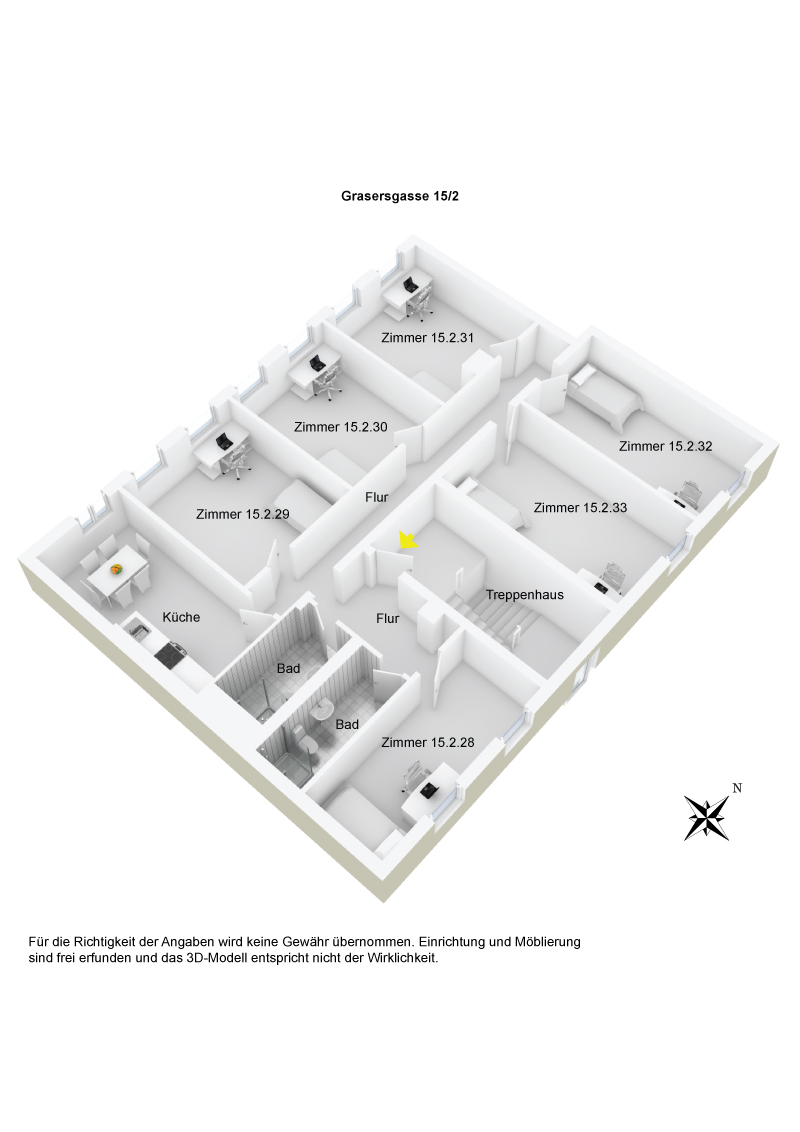 Grasersgasse 15/2
Zimmer 15.2.31
Zimmer 15.2.32
Zimmer 15.2.30
Flur
Zimmer 15.2.33
Zimmer 15.2.29
Treppenhaus
Küche
Flur
Bad
Bad
Zimmer 15.2.28
N
Für die Richtigkeit der Angaben wird keine Gewähr übernommen. Einrichtung und Möblierung
sind frei erfunden und das 3D-Modell entspricht nicht der Wirklichkeit.